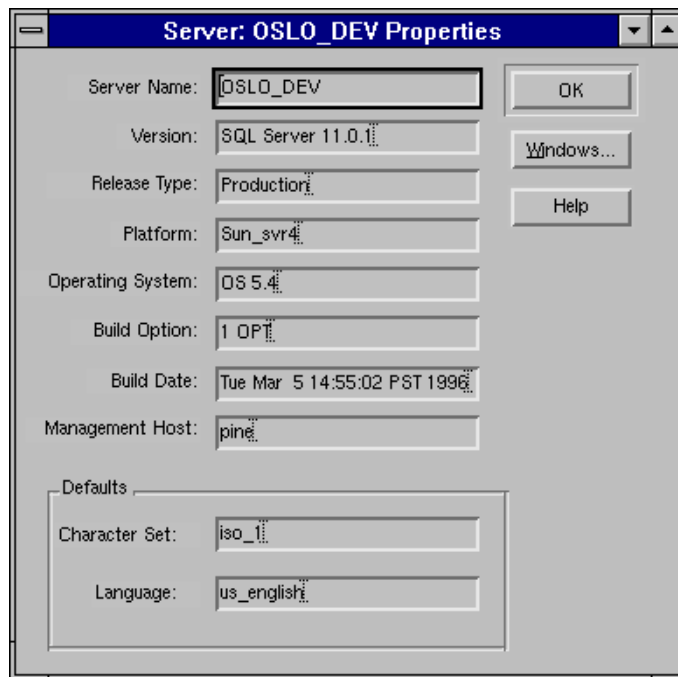 Server: OSLO_DEV Properties
Server Name: OSLO_DEV
OK
Version: SQL Server 11.0.1
Windows...
Release Type: Production
Help
Platform: Sun_svr4
Operating System: OS 5.4
Build Option: 1 OPT
Build Date: Tue Mar  5 14:55:02 PST 1996
Management Host: pine
Defaults
Character Set: iso_1
Language: us_english